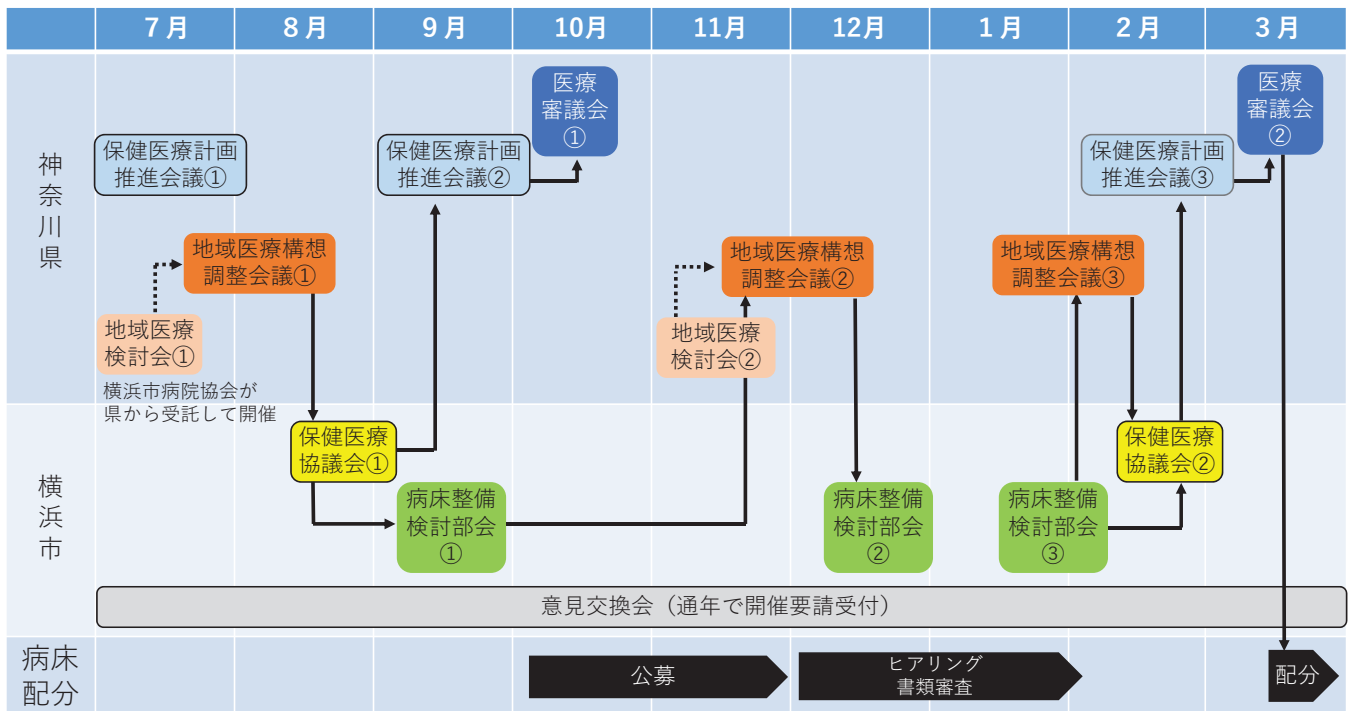 7月
8月
9月
10月
11月
12月
1月
2月
3月
神奈川県
医療
審議会
①
医療
審議会
②
保健医療計画
推進会議①
保健医療計画
推進会議②
保健医療計画
推進会議③
地域医療構想
調整会議①
地域医療構想
調整会議②
地域医療構想
調整会議③
地域医療
検討会①
地域医療
検討会②
横浜市病院協会が
県から受託して開催
横浜市
保健医療
協議会①
保健医療
協議会②
病床整備
検討部会
①
病床整備
検討部会
②
病床整備
検討部会
③
意見交換会（通年で開催要請受付）
病床
配分
公募
ヒアリング
書類審査
配分